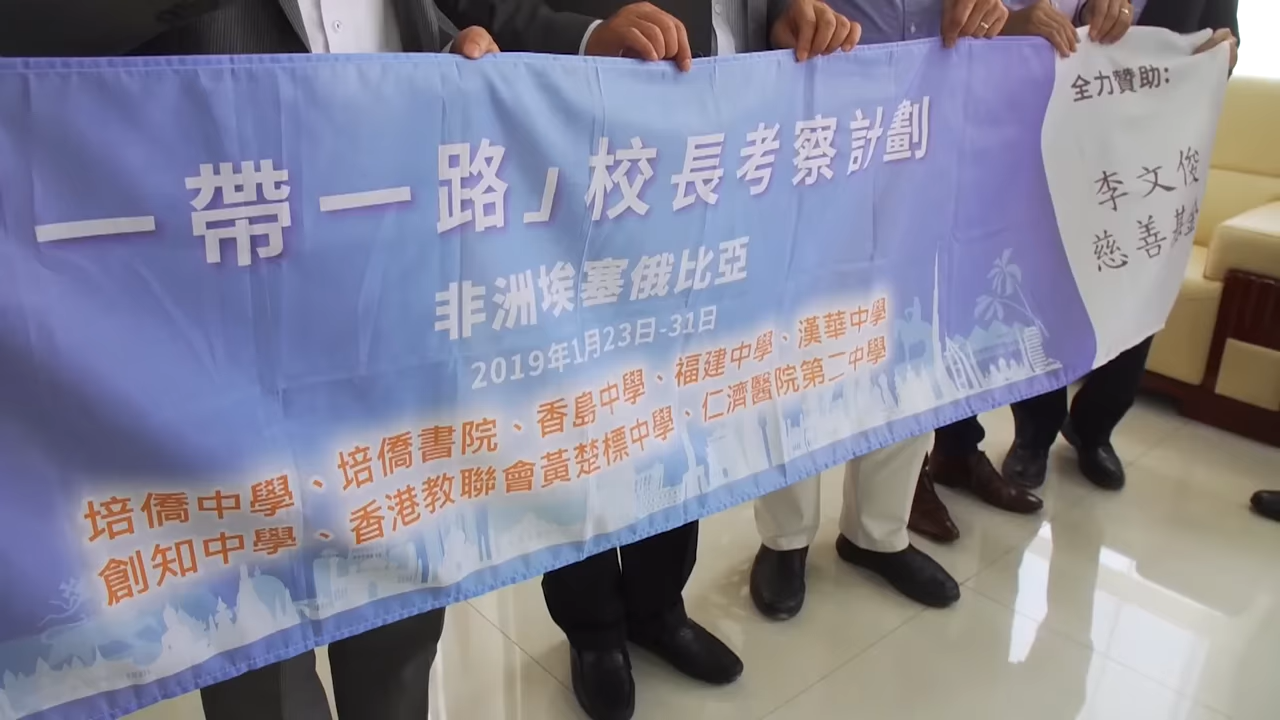 一帶一路」校長考察計劃
非洲埃塞俄比亞
2019年1月23日-31日
培僑中學、培僑書院、香島中學、福建中學、漢華中學
創知中學、香港教聯會黃楚標中學、仁濟醫院第二中學
全力贊助：
李文俊
慈善基金